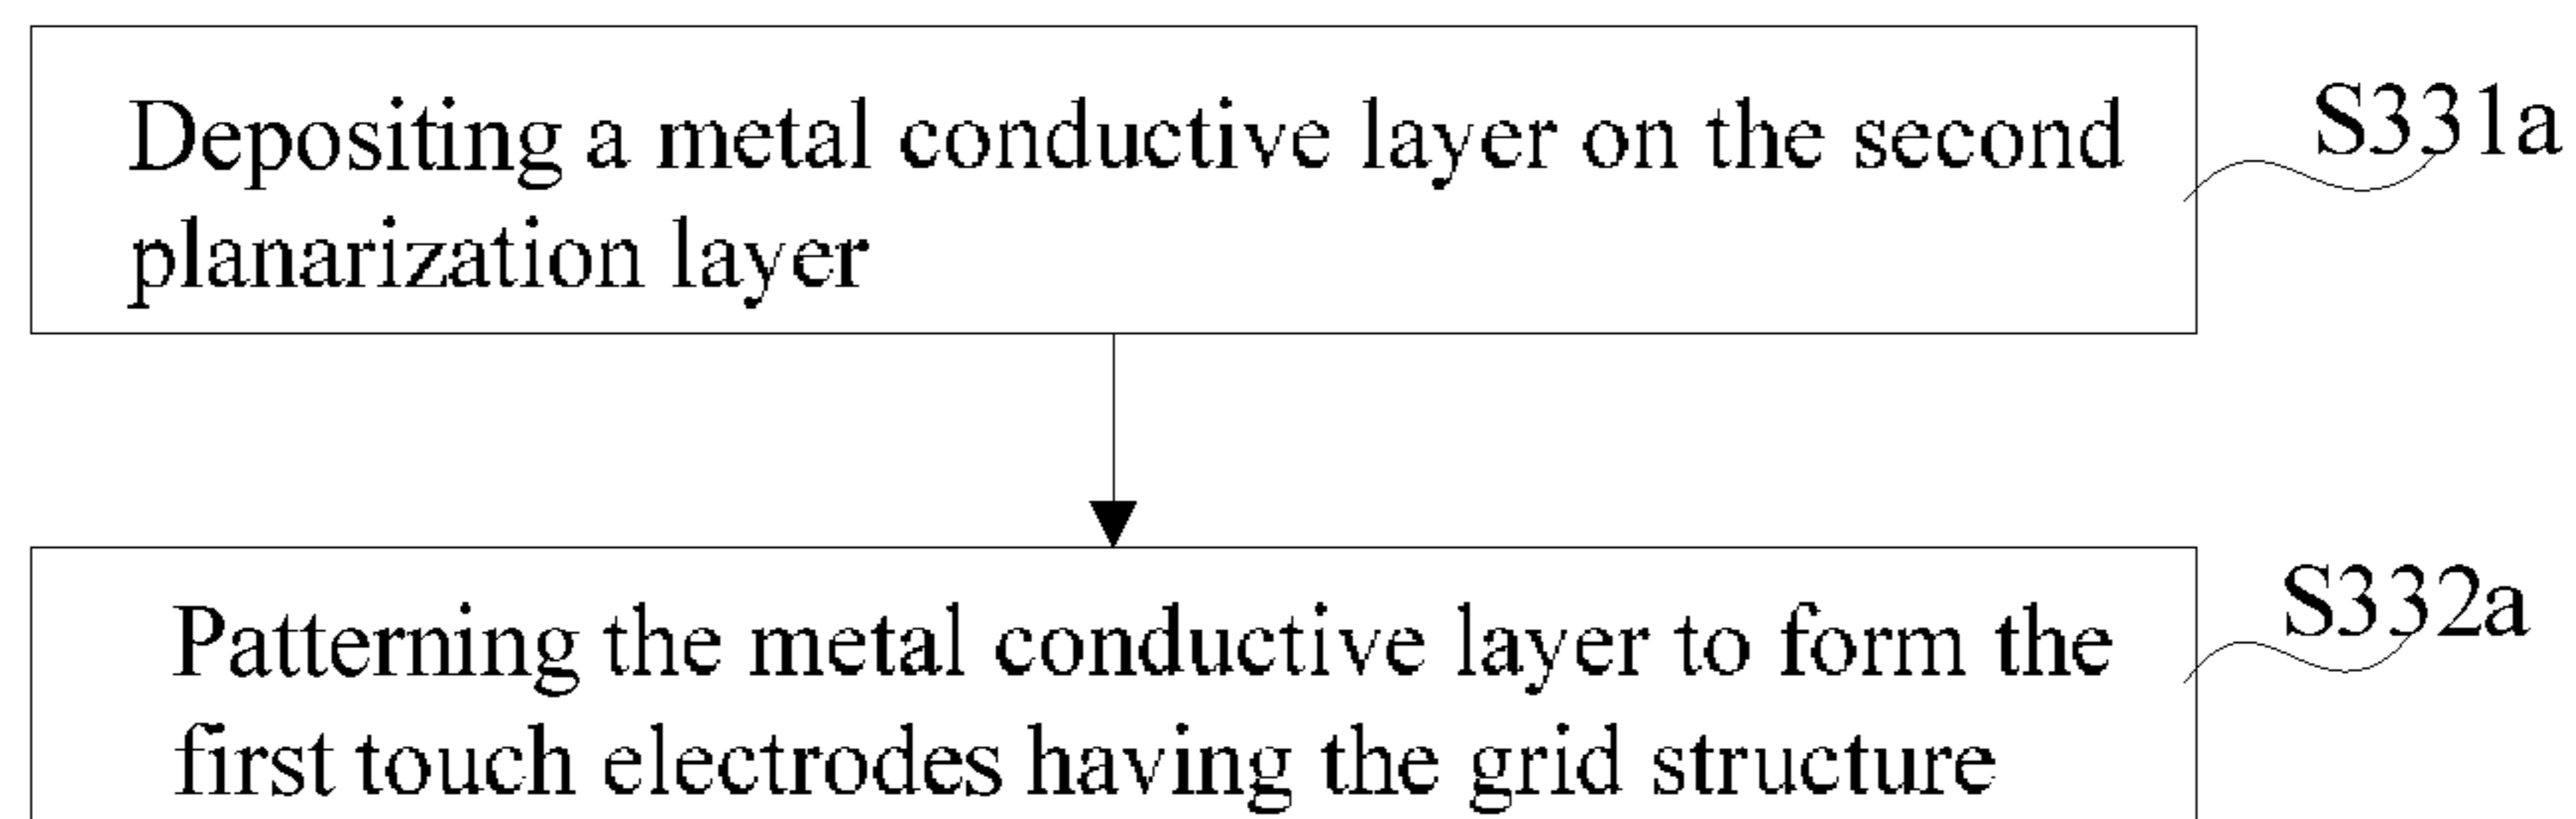 Depositing a metal conductive layer on the second
planarization layer
S331a
Patterning the metal conductive layer to form the
first touch electrodes having the grid structure
S332a